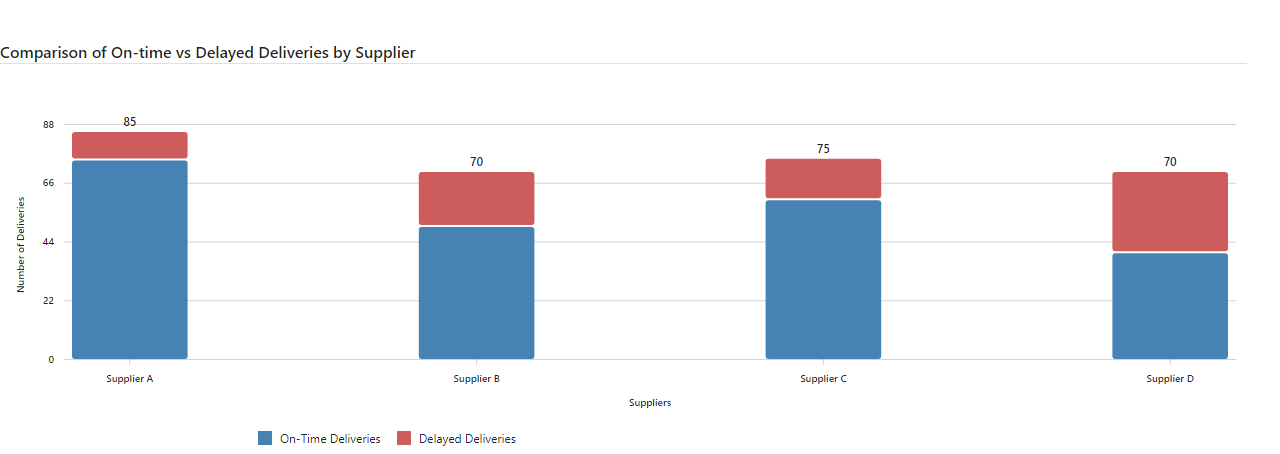 Comparison of On-time vs Delayed Deliveries by Supplier
88
85
70
75
70
66
44
22
0
Number of Deliveries
Supplier A
Supplier B
Supplier C
Supplier D
Suppliers
On-Time Deliveries
Delayed Deliveries